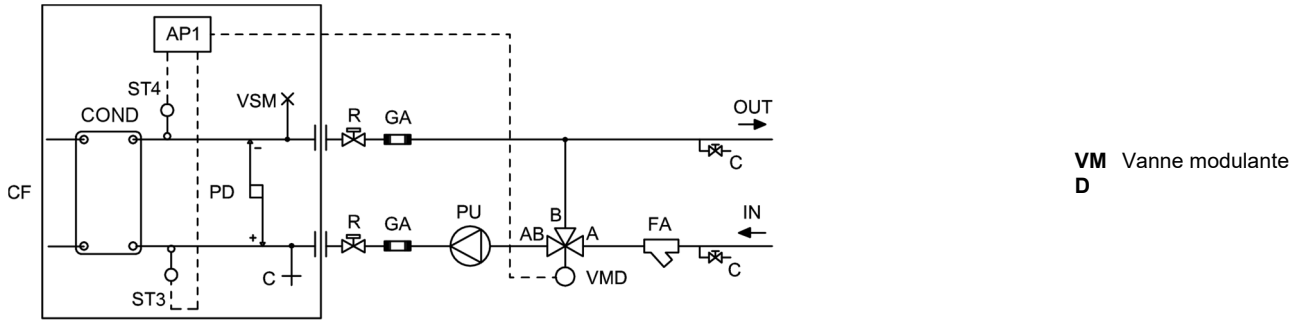 AP1
ST4
VSM
R
GA
OUT
COND
C
VM Vanne modulante
D
CF
PD
-
+
R
GA
PU
B
AB
A
FA
IN
C
C
VMD
ST3